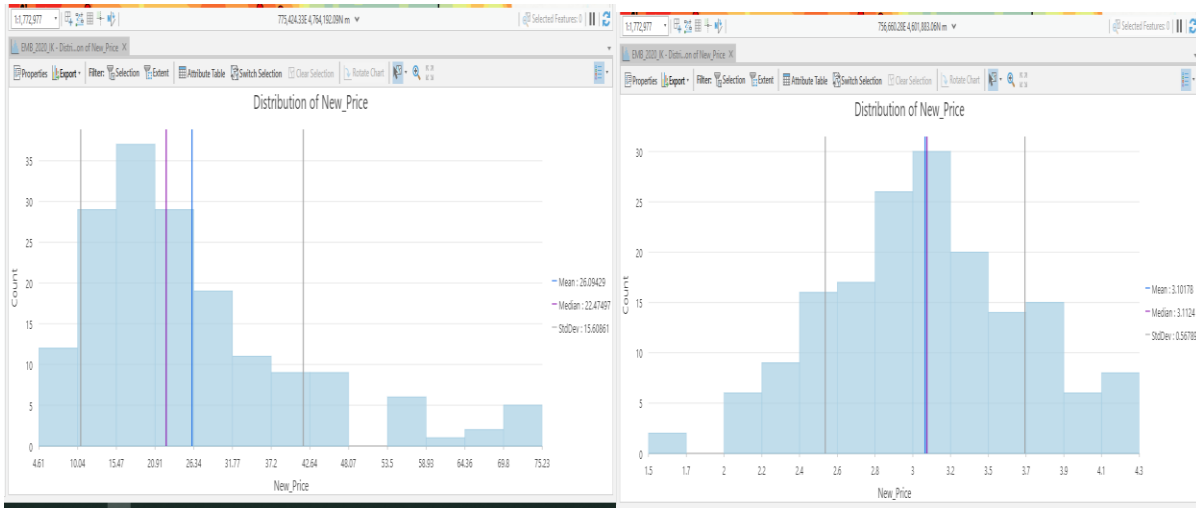 1:1,772,977
775,424.33E 4,764,192.09N m
Selected Features: 0
EMB_2020_IK - Distri...on of New_Price
Properties Export Filter: Selection Extent Attribute Table Switch Selection Clear Selection Rotate Chart
Distribution of New_Price
35
30
25
20
15
10
5
0
Count
4.61 10.04 15.47 20.91 26.34 31.77 37.2 42.64 48.07 53.5 58.93 64.36 69.8 75.23
New_Price
Mean : 26.09429
Median : 22.47497
StdDev : 15.60861
1:1,772,977
756,660.28E 4,601,883.06N m
Selected Features: 0
EMB_2020_IK - Distri...on of New_Price
Properties Export Filter: Selection Extent Attribute Table Switch Selection Clear Selection Rotate Chart
Distribution of New_Price
30
25
20
15
10
5
0
Count
1.5 1.7 2 2.2 2.4 2.6 2.8 3 3.2 3.5 3.7 3.9 4.1 4.3
New_Price
Mean : 3.10178
Median : 3.1124
StdDev : 0.56789